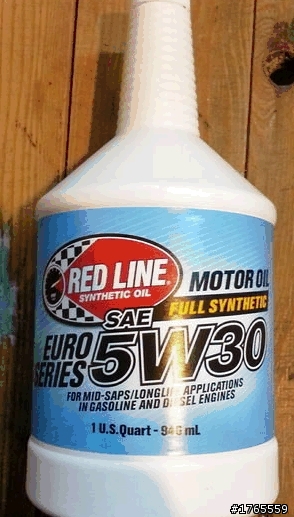 RED LINE®
SYNTHETIC OIL
MOTOR OIL
FULL SYNTHETIC
SAE
EURO
SERIES
5W30
FOR MID-SAPS/LONGLIFE APPLICATIONS
IN GASOLINE AND DIESEL ENGINES
1 U.S.Quart - 946 mL
#1765559